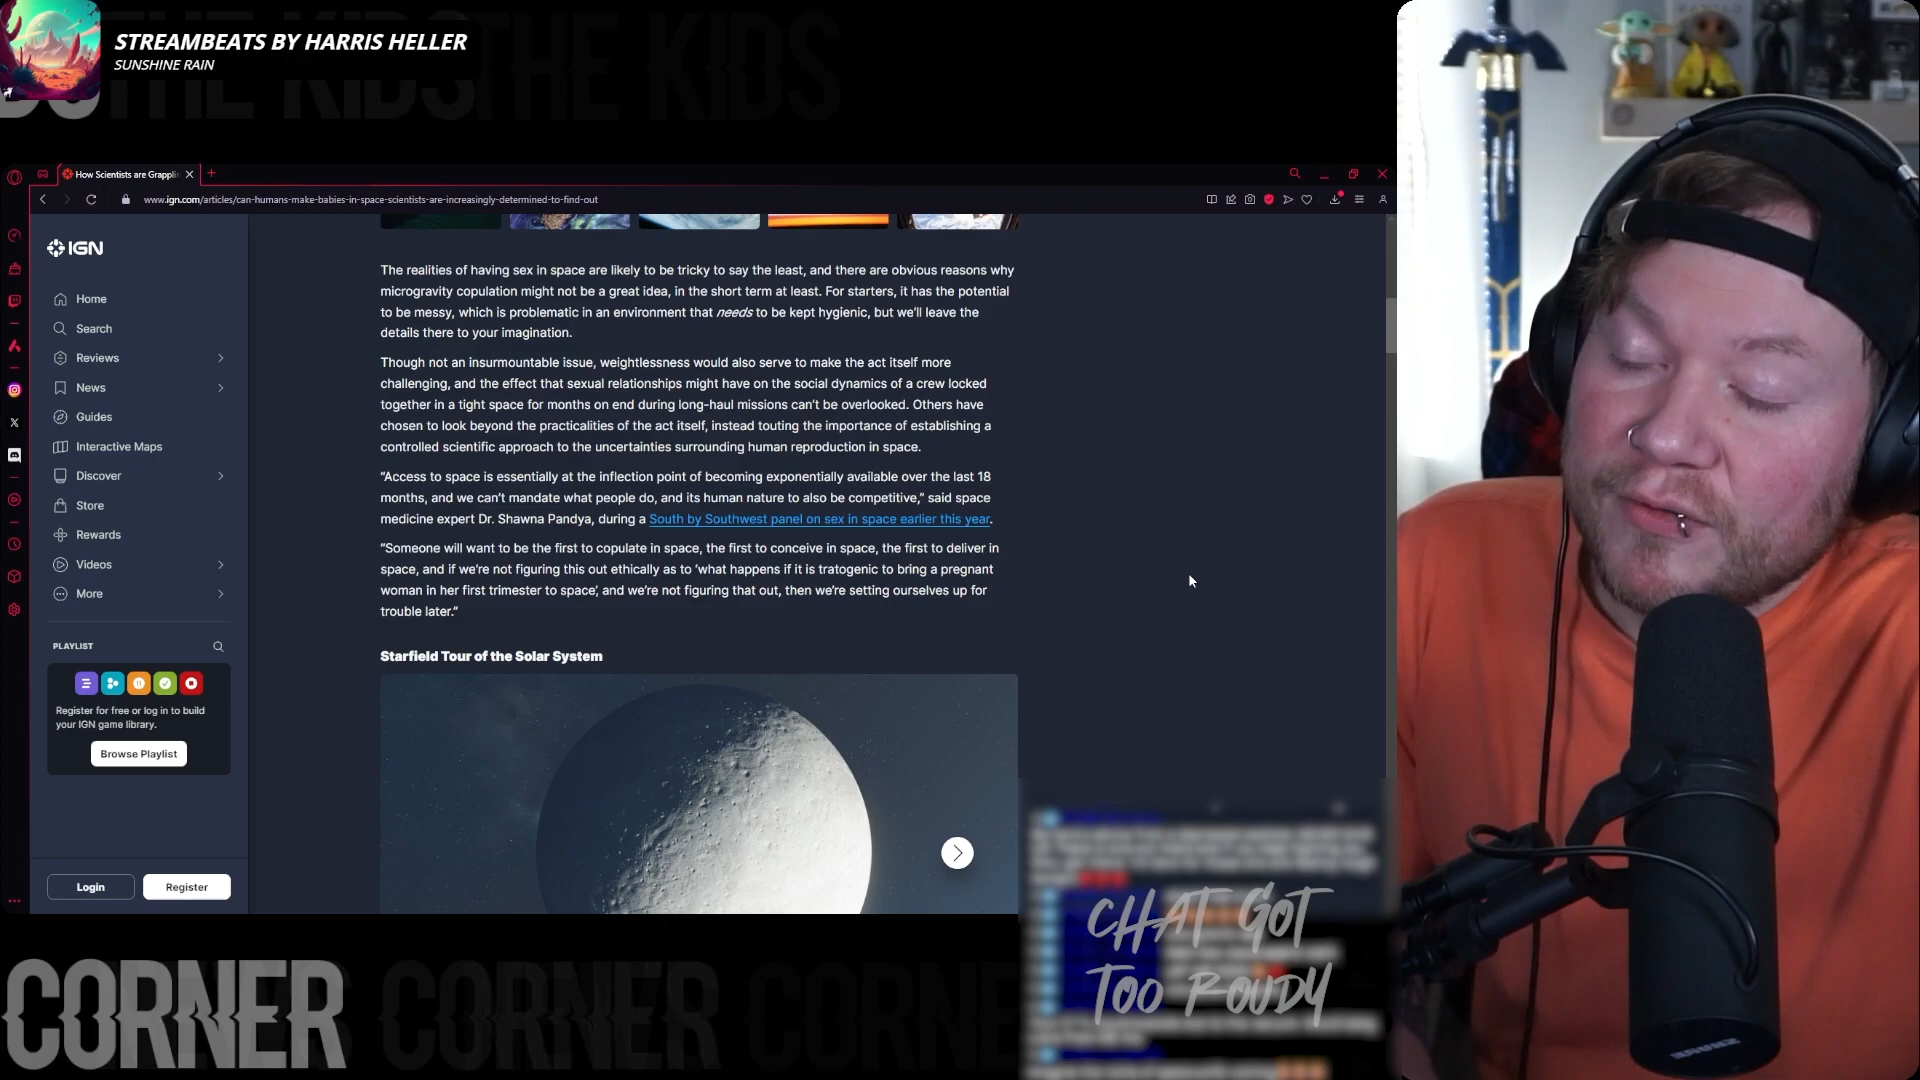 STREAMBEATS BY HARRIS HELLER
SUNSHINE RAIN
THE KIDS THE KIDS
How Scientists are Grappli
www.ign.com/articles/can-humans-make-babies-in-space-scientists-are-increasingly-determined-to-find-out
IGN
Home
Search
Reviews
News
Guides
Interactive Maps
Discover
Store
Rewards
Videos
More
PLAYLIST
Register for free or log in to build
your IGN game library.
Browse Playlist
Login
Register
The realities of having sex in space are likely to be tricky to say the least, and there are obvious reasons why
microgravity copulation might not be a great idea, in the short term at least. For starters, it has the potential
to be messy, which is problematic in an environment that needs to be kept hygienic, but we'll leave the
details there to your imagination.
Though not an insurmountable issue, weightlessness would also serve to make the act itself more
challenging, and the effect that sexual relationships might have on the social dynamics of a crew locked
together in a tight space for months on end during long-haul missions can't be overlooked. Others have
chosen to look beyond the practicalities of the act itself, instead touting the importance of establishing a
controlled scientific approach to the uncertainties surrounding human reproduction in space.
“Access to space is essentially at the inflection point of becoming exponentially available over the last 18
months, and we can't mandate what people do, and its human nature to also be competitive,” said space
medicine expert Dr. Shawna Pandya, during a South by Southwest panel on sex in space earlier this year.
“Someone will want to be the first to copulate in space, the first to conceive in space, the first to deliver in
space, and if we're not figuring this out ethically as to ‘what happens if it is tratogenic to bring a pregnant
woman in her first trimester to space’, and we're not figuring that out, then we're setting ourselves up for
trouble later.”
Starfield Tour of the Solar System
CHAT GOT
TOO ROUDY
CORNER CORNER CORNER